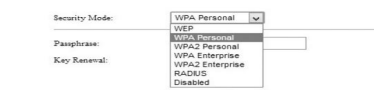 Security Mode: WPA Personal
WEP
WPA Personal
Passphrase: WPA2 Personal
WPA Enterprise
Key Renewal: WPA2 Enterprise
RADIUS
Disabled